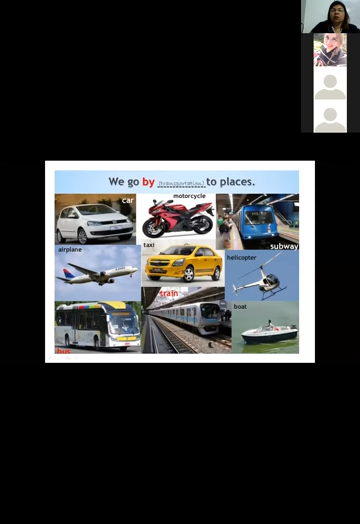 We go by (Transportation) to places.
car
motorcycle
subway
airplane
taxi
helicopter
bus
train
boat